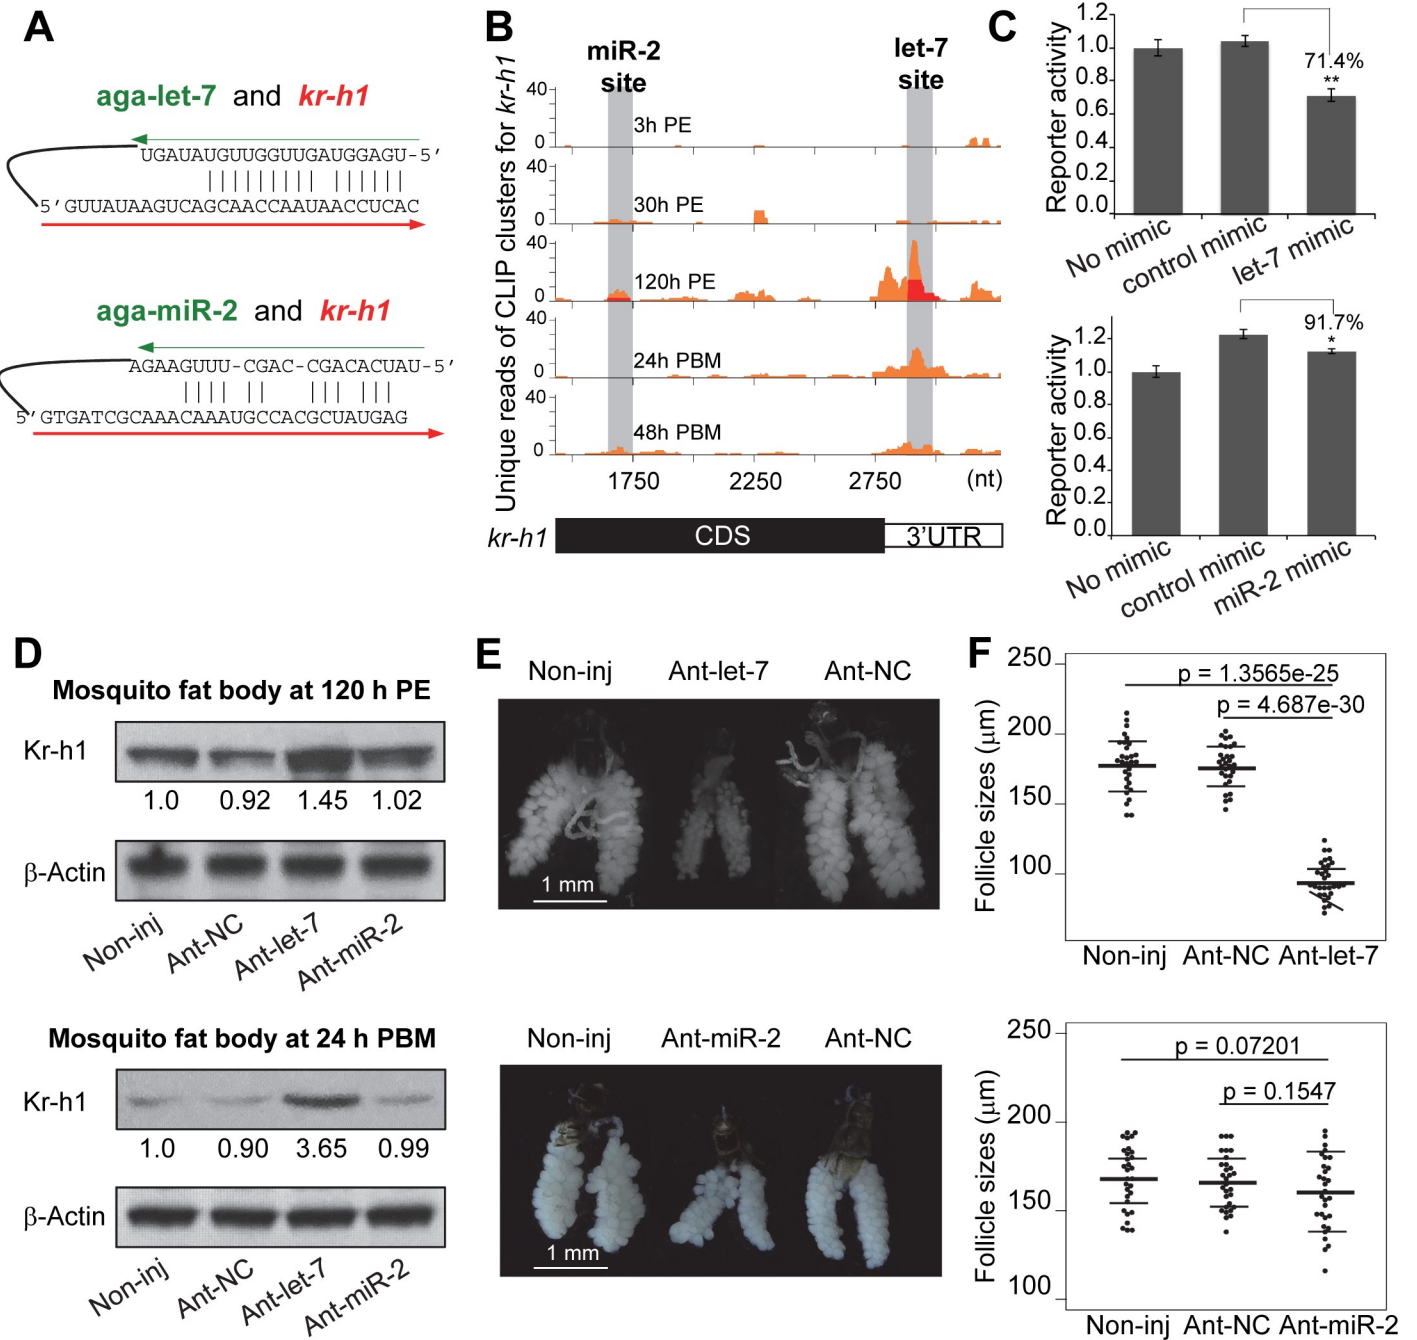 A
aga-let-7 and kr-h1
UGAUAUGUUGGUUGAUGGAGU-5′
5′GUUAUAAGUCAGCAACCAAUAACCUCAC
aga-miR-2 and kr-h1
AGAAGUUU-CGAC-CGACACUAU-5′
5′GTGATCGCAAACAAAUGCCACGCUAUGAG
B
Unique reads of CLIP clusters for kr-h1
miR-2 site
let-7 site
40
0
3h PE
40
0
30h PE
40
0
120h PE
40
0
24h PBM
40
0
48h PBM
1750 2250 2750 (nt)
kr-h1 CDS 3’UTR
C
Reporter activity
1.2
1.0
0.8
0.6
0.4
0.2
0.0
71.4%
**
No mimic
control mimic
let-7 mimic
Reporter activity
1.2
1.0
0.8
0.6
0.4
0.2
0.0
91.7%
*
No mimic
control mimic
miR-2 mimic
D
Mosquito fat body at 120 h PE
Kr-h1
1.0 0.92 1.45 1.02
β-Actin
Non-inj Ant-NC Ant-let-7 Ant-miR-2
Mosquito fat body at 24 h PBM
Kr-h1
1.0 0.90 3.65 0.99
β-Actin
Non-inj Ant-NC Ant-let-7 Ant-miR-2
E
Non-inj Ant-let-7 Ant-NC
1 mm
Non-inj Ant-miR-2 Ant-NC
1 mm
F
Follicle sizes (μm)
250
200
150
100
p = 1.3565e-25
p = 4.687e-30
Non-inj Ant-NC Ant-let-7
Follicle sizes (μm)
250
200
150
100
p = 0.07201
p = 0.1547
Non-inj Ant-NC Ant-miR-2